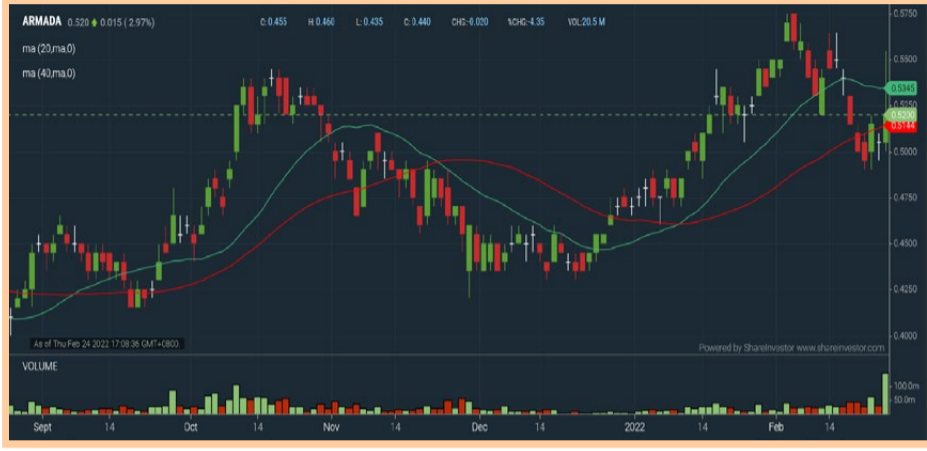 ARMADA 0.520 0.015 ( 2.97%) C: 0.455 H: 0.460 L: 0.435 C: 0.440 CHG:-0.020 %CHG:-4.35 VOL:20.5 M
ma (20,ma,0)
ma (40,ma,0)
0.5750
0.5500
0.5345
0.5250
0.5200
0.5144
0.5000
0.4750
0.4500
0.4250
0.4000
As of Thu Feb 24 2022 17:08:36 GMT+0800.
Powered by ShareInvestor www.shareinvestor.com
VOLUME
100.0m
50.0m
Sept 14 Oct 14 Nov 14 Dec 14 2022 14 Feb 14